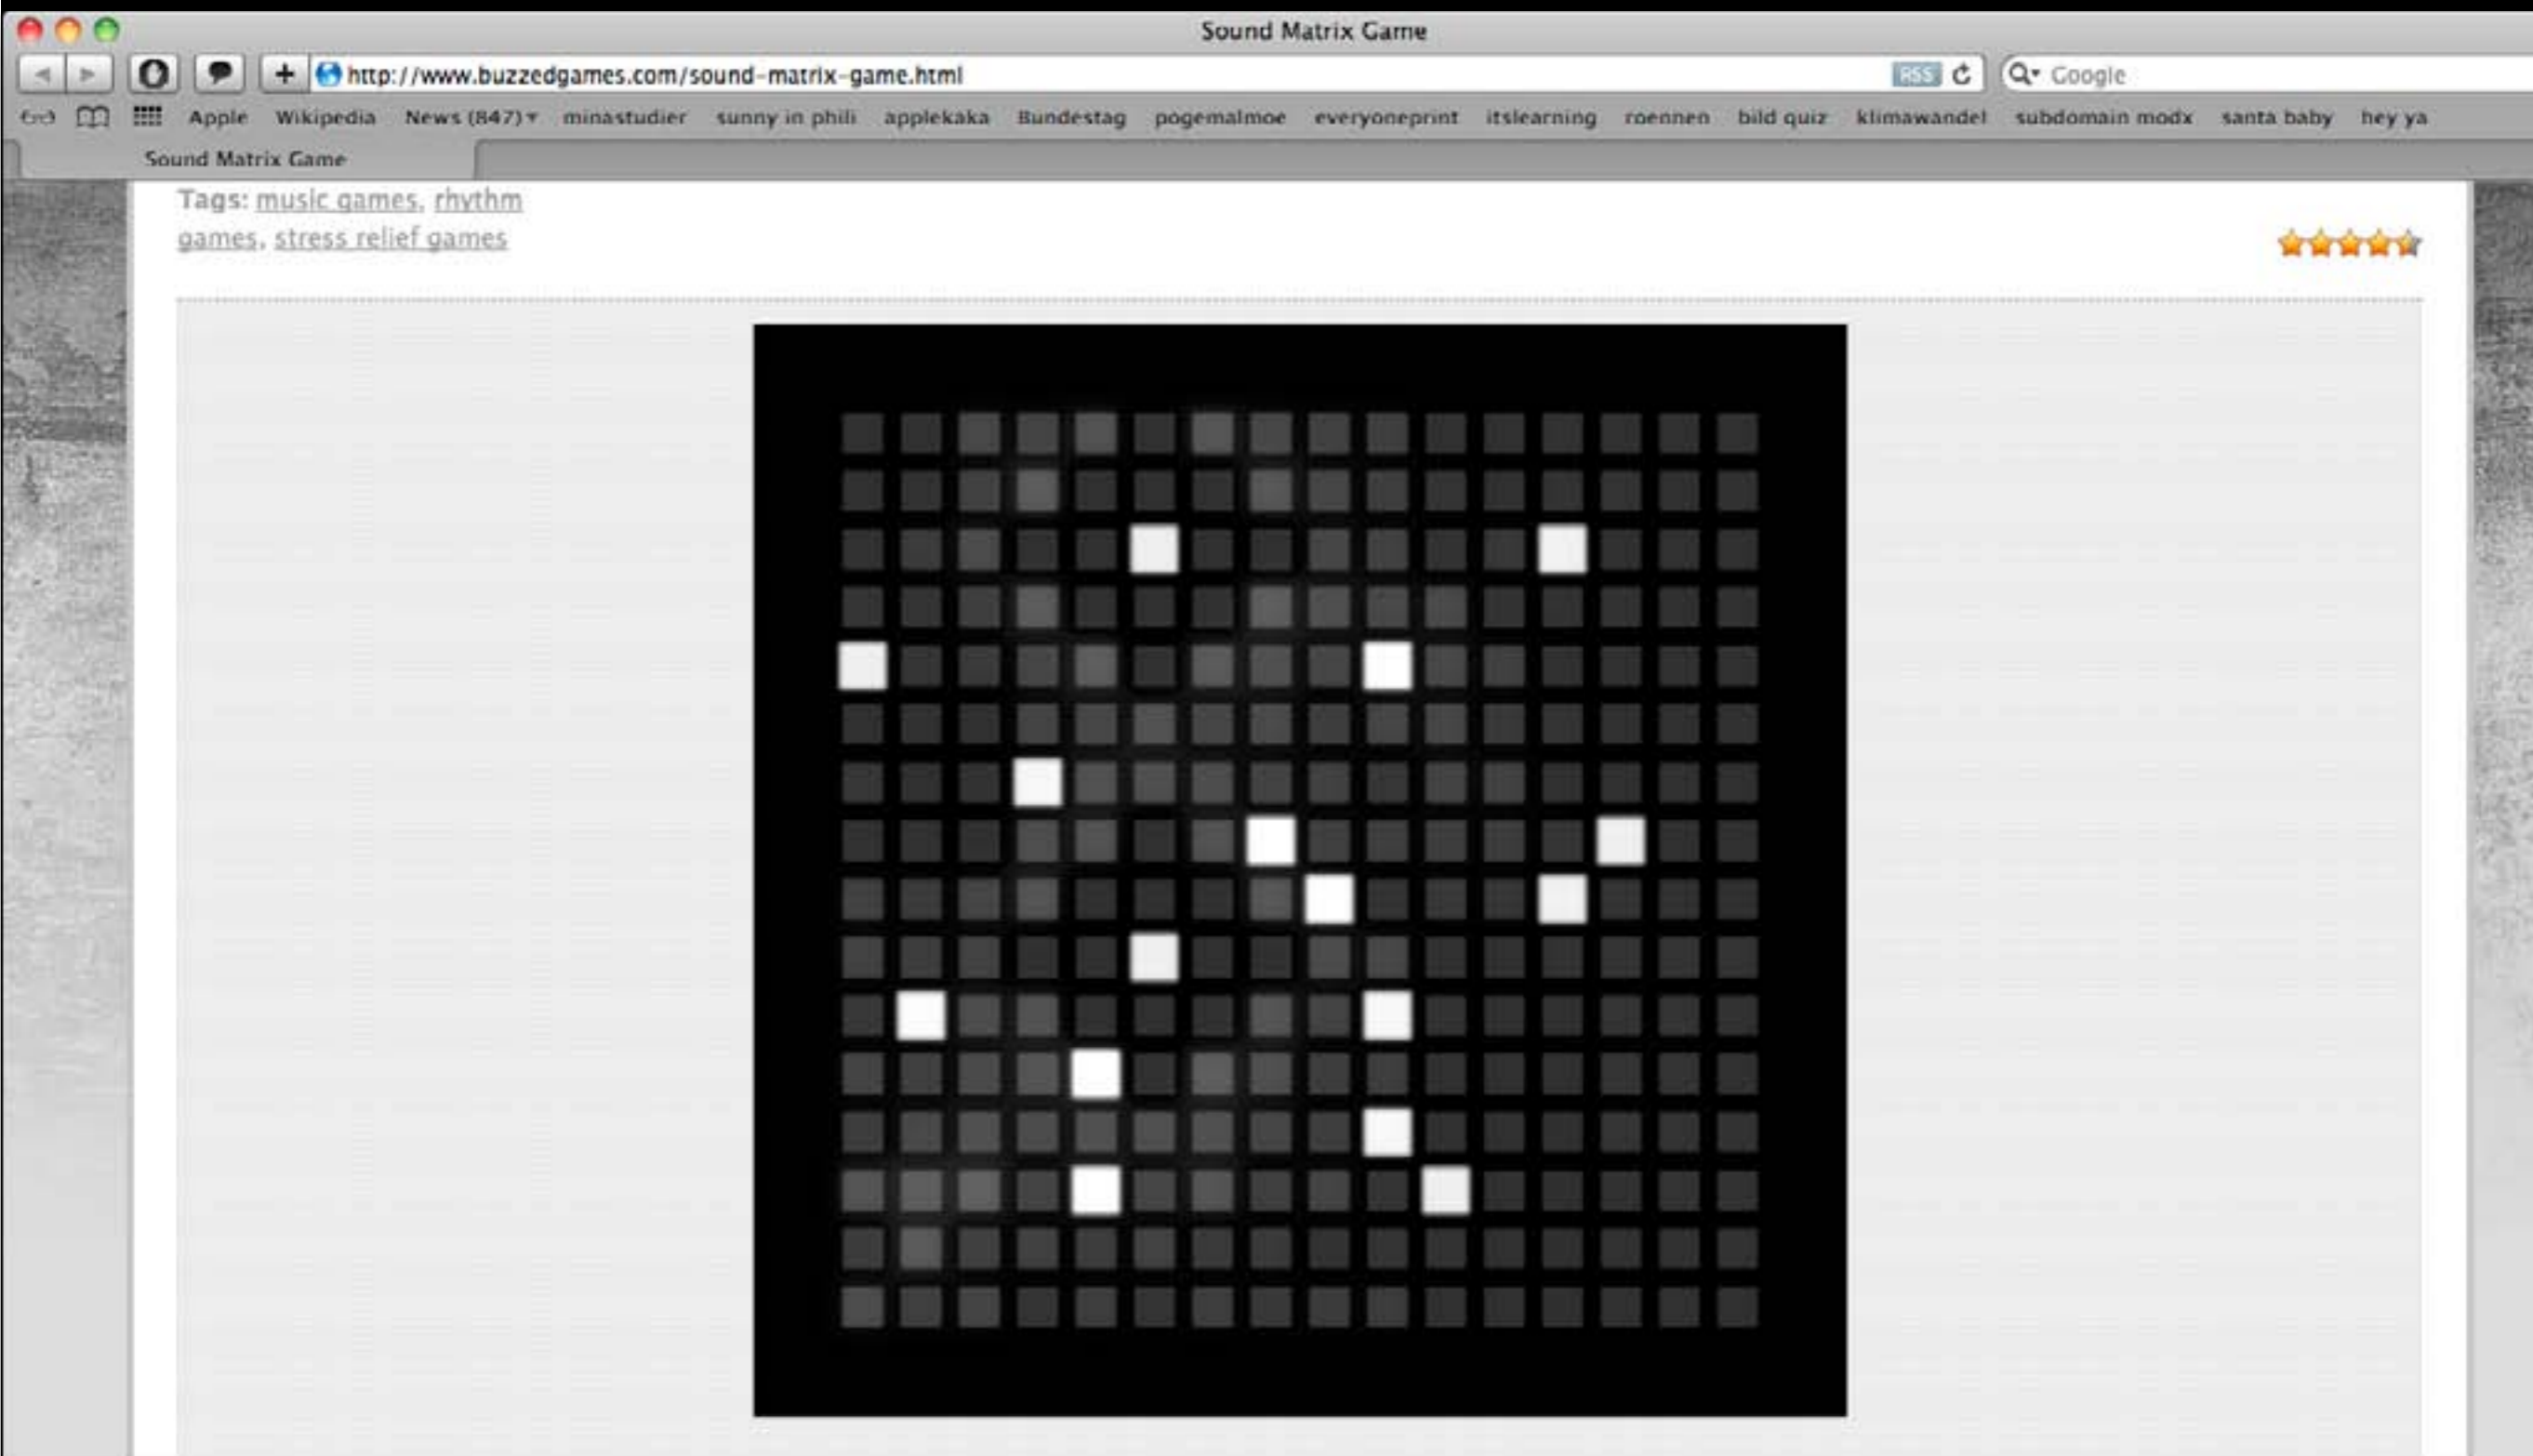 Sound Matrix Game
http://www.buzzedgames.com/sound-matrix-game.html RSS Google
Apple Wikipedia News (847) minastudier sunny in phili applekaka Bundestag pogemalmoe everyoneprint itslearning roennen bild quiz klimawandel subdomain modx santa baby hey ya
Sound Matrix Game
Tags: music games, rhythm
games, stress relief games